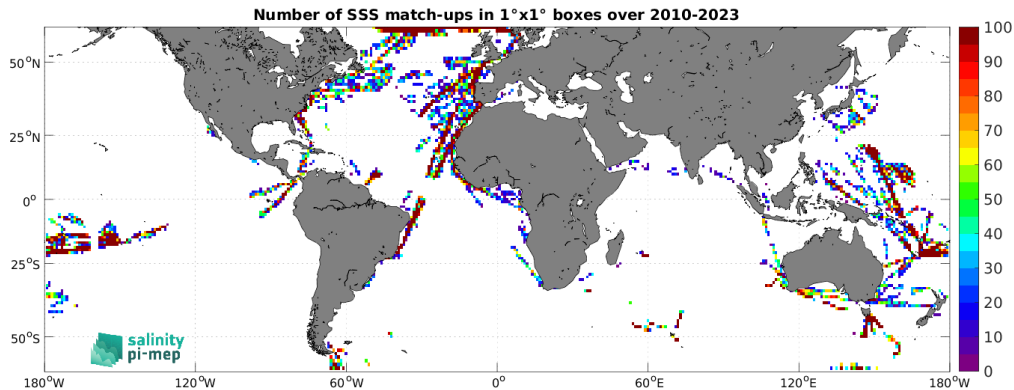 Number of SSS match-ups in 1°x1° boxes over 2010-2023
50°N
25°N
0°
25°S
50°S
180°W
120°W
60°W
0°
60°E
120°E
180°W
100
90
80
70
60
50
40
30
20
10
0
salinity
pi-mep